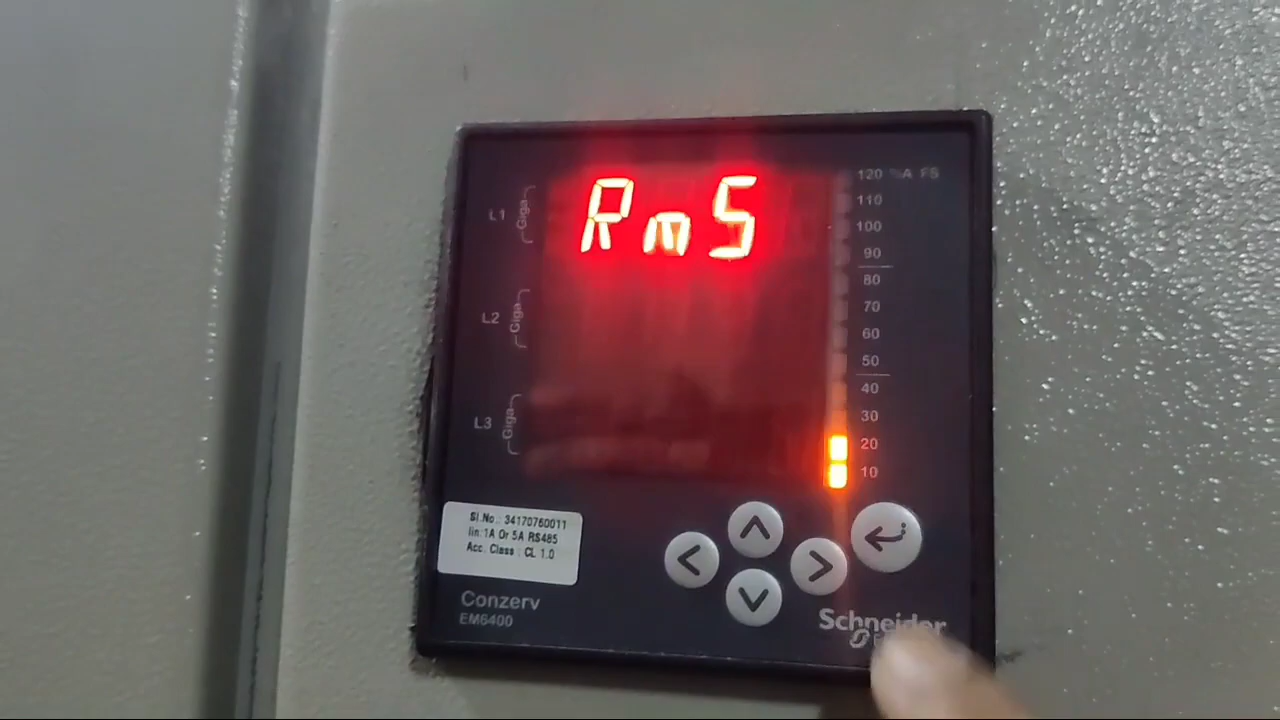 RmS
L1 Giga
L2 Giga
L3 Giga
120 %A FS
110
100
90
80
70
60
50
40
30
20
10
Sl.No.: 34170760011
Iin:1A Or 5A RS485
Acc. Class : CL 1.0
Conzerv
EM6400
Schneider